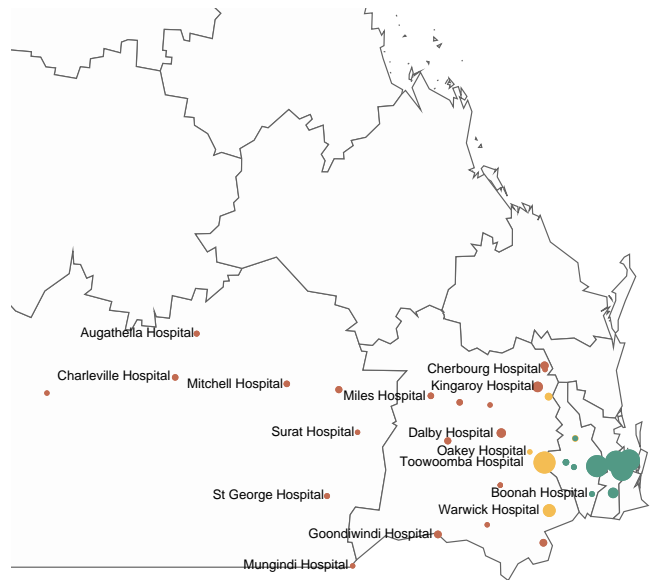 Augathella Hospital
Cherbourg Hospital
Charleville Hospital
Mitchell Hospital
Kingaroy Hospital
Miles Hospital
Surat Hospital
Dalby Hospital
Oakey Hospital
Toowoomba Hospital
St George Hospital
Boonah Hospital
Warwick Hospital
Goondiwindi Hospital
Mungindi Hospital